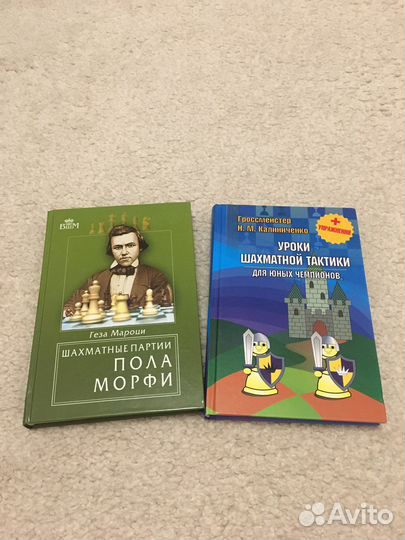 ВШМ
Геза Мароци
ШАХМАТНЫЕ ПАРТИИ
ПОЛА
МОРФИ
Гроссмейстер
Н. М. Калиниченко
+
УПРАЖНЕНИЯ
УРОКИ
ШАХМАТНОЙ ТАКТИКИ
ДЛЯ ЮНЫХ ЧЕМПИОНОВ
Avito